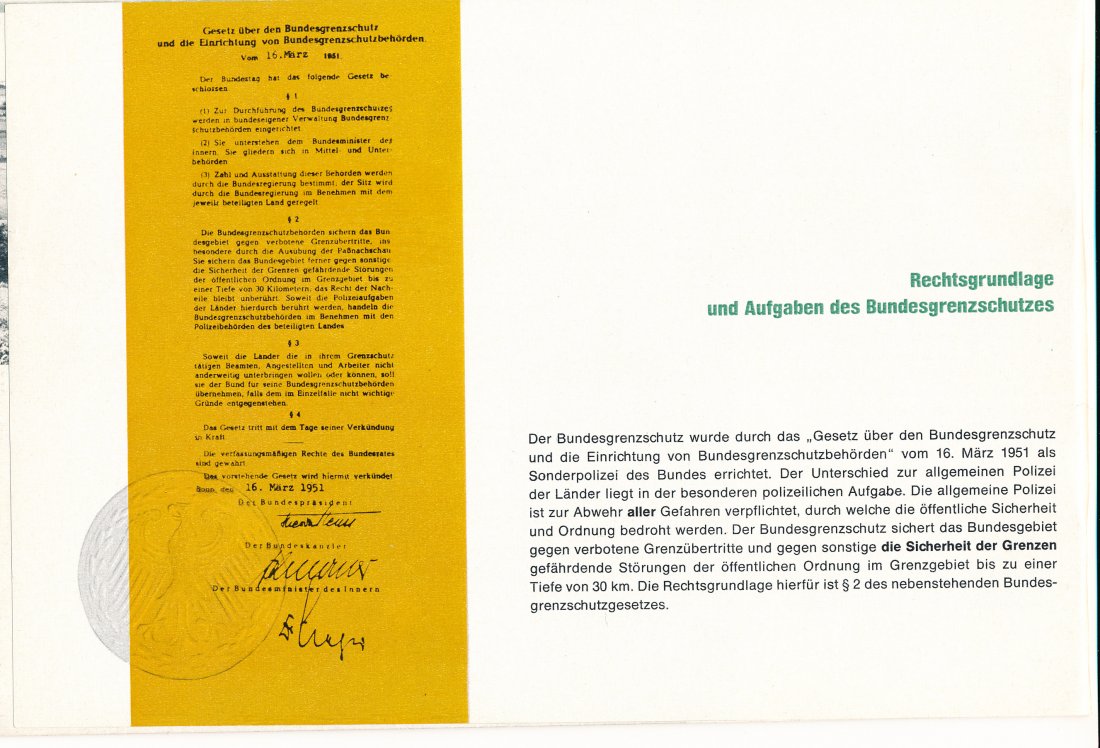 Gesetz über den Bundesgrenzschutz
und die Einrichtung von Bundesgrenzschutzbehörden.
Vom 16. März 1951.
Der Bundestag hat das folgende Gesetz be-
schlossen
§ 1
(1) Zur Durchführung des Bundesgrenzschutzes
werden in bundeseigener Verwaltung Bundesgrenz-
schutzbehörden eingerichtet
(2) Sie unterstehen dem Bundesminister des
Innern. Sie gliedern sich in Mittel- und Unter-
behörden
(3) Zahl und Ausstattung dieser Behörden werden
durch die Bundesregierung bestimmt; der Sitz wird
durch die Bundesregierung im Benehmen mit dem
jeweils beteiligten Land geregelt
§ 2
Die Bundesgrenzschutzbehörden sichern das Bun
desgebiet gegen verbotene Grenzübertritte, ins
besondere durch die Ausübung der Paßnachschau
Sie sichern das Bundesgebiet ferner gegen sonstige
die Sicherheit der Grenzen gefährdende Störungen
der öffentlichen Ordnung im Grenzgebiet bis zu
einer Tiefe von 30 Kilometern; das Recht der Nach-
eile bleibt unberührt. Soweit die Polizeiaufgaben
der Länder hierdurch berührt werden, handeln die
Bundesgrenzschutzbehörden im Benehmen mit den
Polizeibehörden des beteiligten Landes
§ 3
Soweit die Länder die in ihrem Grenzschutz
tätigen Beamten, Angestellten und Arbeiter nicht
anderweitig unterbringen wollen oder können, soll
sie der Bund für seine Bundesgrenzschutzbehörden
übernehmen, falls dem im Einzelfalle nicht wichtige
Gründe entgegenstehen.
§ 4
Das Gesetz tritt mit dem Tage seiner Verkündung
in Kraft
Die verfassungsmäßigen Rechte des Bundesrates
sind gewahrt
Das vorstehende Gesetz wird hiermit verkündet
Bonn den 16. März 1951
Der Bundespräsident
Der Bundeskanzler
Der Bundesminister des Innern
Rechtsgrundlage
und Aufgaben des Bundesgrenzschutzes
Der Bundesgrenzschutz wurde durch das „Gesetz über den Bundesgrenzschutz
und die Einrichtung von Bundesgrenzschutzbehörden“ vom 16. März 1951 als
Sonderpolizei des Bundes errichtet. Der Unterschied zur allgemeinen Polizei
der Länder liegt in der besonderen polizeilichen Aufgabe. Die allgemeine Polizei
ist zur Abwehr aller Gefahren verpflichtet, durch welche die öffentliche Sicherheit
und Ordnung bedroht werden. Der Bundesgrenzschutz sichert das Bundesgebiet
gegen verbotene Grenzübertritte und gegen sonstige die Sicherheit der Grenzen
gefährdende Störungen der öffentlichen Ordnung im Grenzgebiet bis zu einer
Tiefe von 30 km. Die Rechtsgrundlage hierfür ist § 2 des nebenstehenden Bundes-
grenzschutzgesetzes.